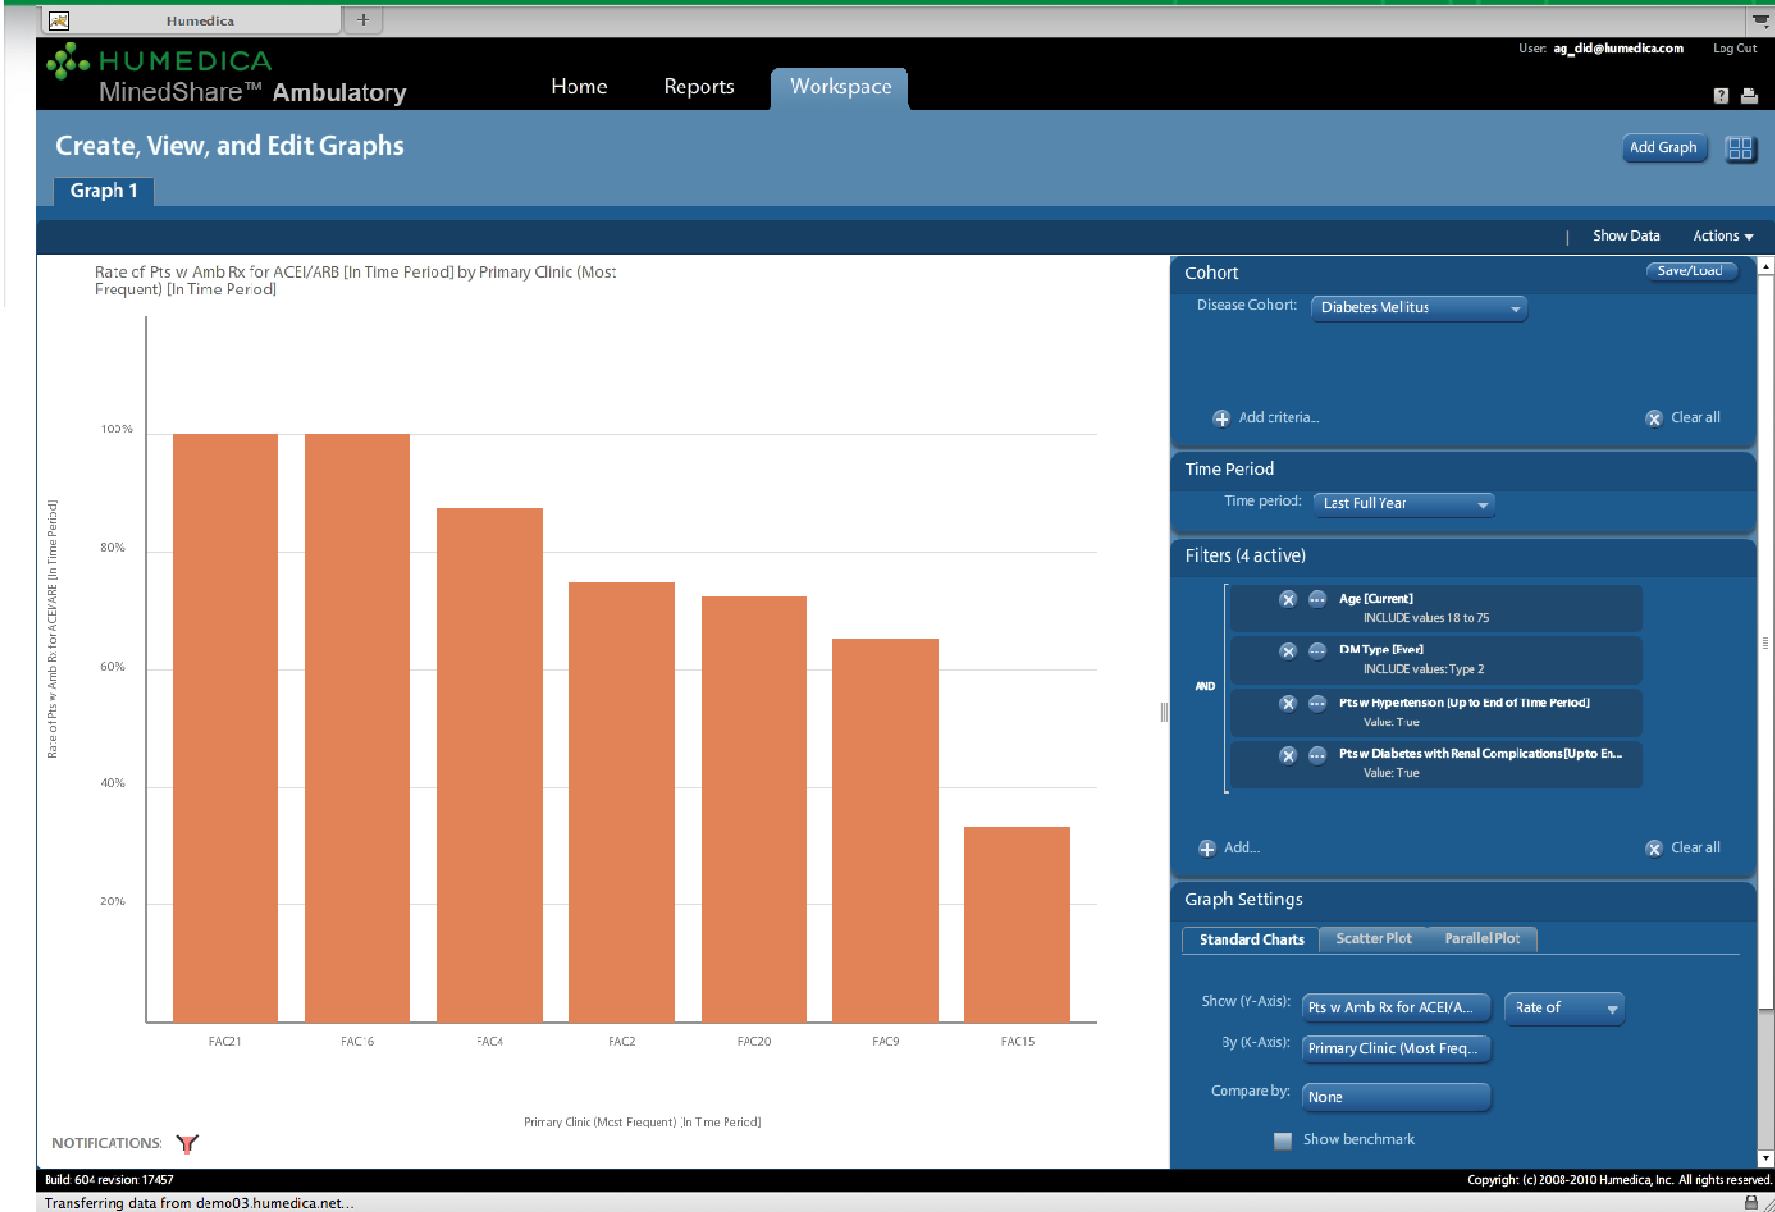 Humedica
+
User: ag_did@humedica.com Log Out
HUMEDICA
MinedShare™ Ambulatory
Home Reports Workspace
?
Create, View, and Edit Graphs
Add Graph
Graph 1
| Show Data Actions
Rate of Pts w Amb Rx for ACEI/ARB [In Time Period] by Primary Clinic (Most
Frequent) [In Time Period]
100%
80%
60%
40%
20%
Rate of Pts w Amb Rx for ACEI/ARB [In Time Period]
FAC21 FAC16 FAC4 FAC2 FAC20 FAC9 FAC15
Primary Clinic (Most Frequent) [In Time Period]
NOTIFICATIONS:
Cohort Save/Load
Disease Cohort: Diabetes Mellitus
Add criteria... Clear all
Time Period
Time period: Last Full Year
Filters (4 active)
AND
Age [Current]
INCLUDE values 18 to 75
DM Type [Ever]
INCLUDE values: Type 2
Pts w Hypertension [Up to End of Time Period]
Value: True
Pts w Diabetes with Renal Complications [Up to En...
Value: True
Add... Clear all
Graph Settings
Standard Charts Scatter Plot Parallel Plot
Show (Y-Axis): Pts w Amb Rx for ACEI/A... Rate of
By (X-Axis): Primary Clinic (Most Freq...
Compare by: None
Show benchmark
Build: 604 revision: 17457
Copyright (c) 2008-2010 Humedica, Inc. All rights reserved.
Transferring data from demo03.humedica.net...